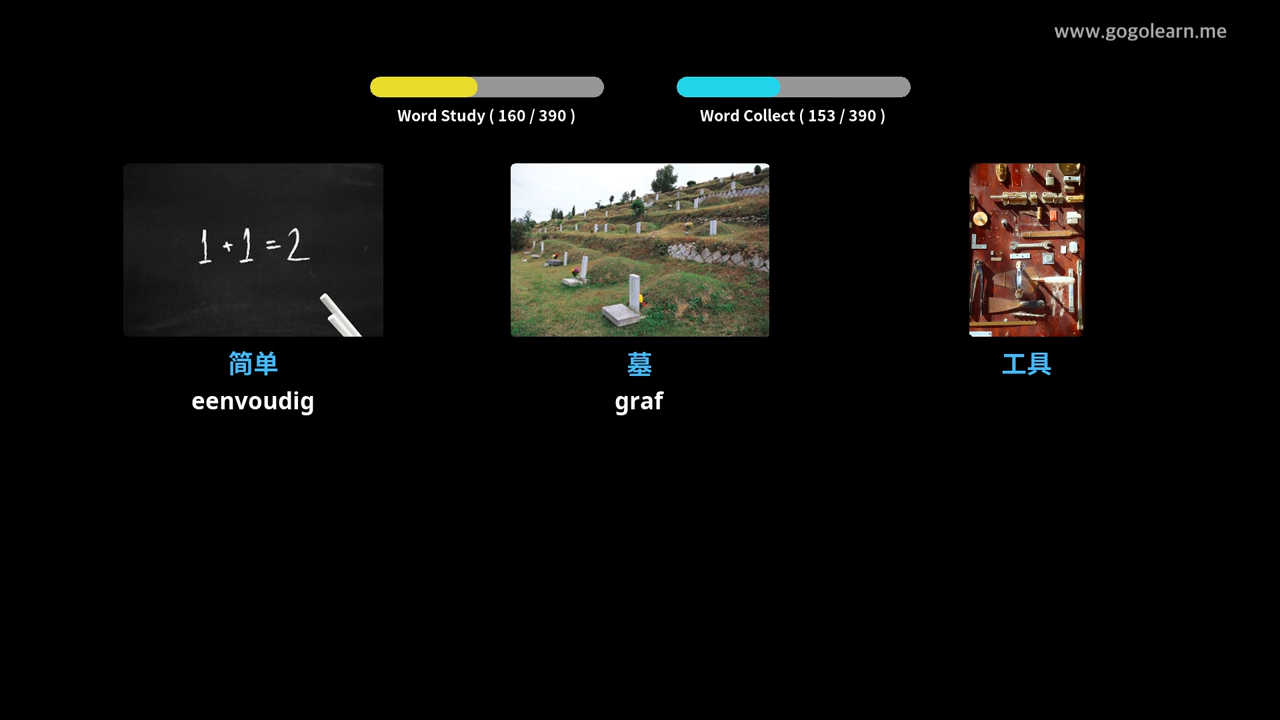 www.gogolearn.me
Word Study ( 160 / 390 )
Word Collect ( 153 / 390 )
1 + 1 = 2
简单
墓
工具
eenvoudig
graf